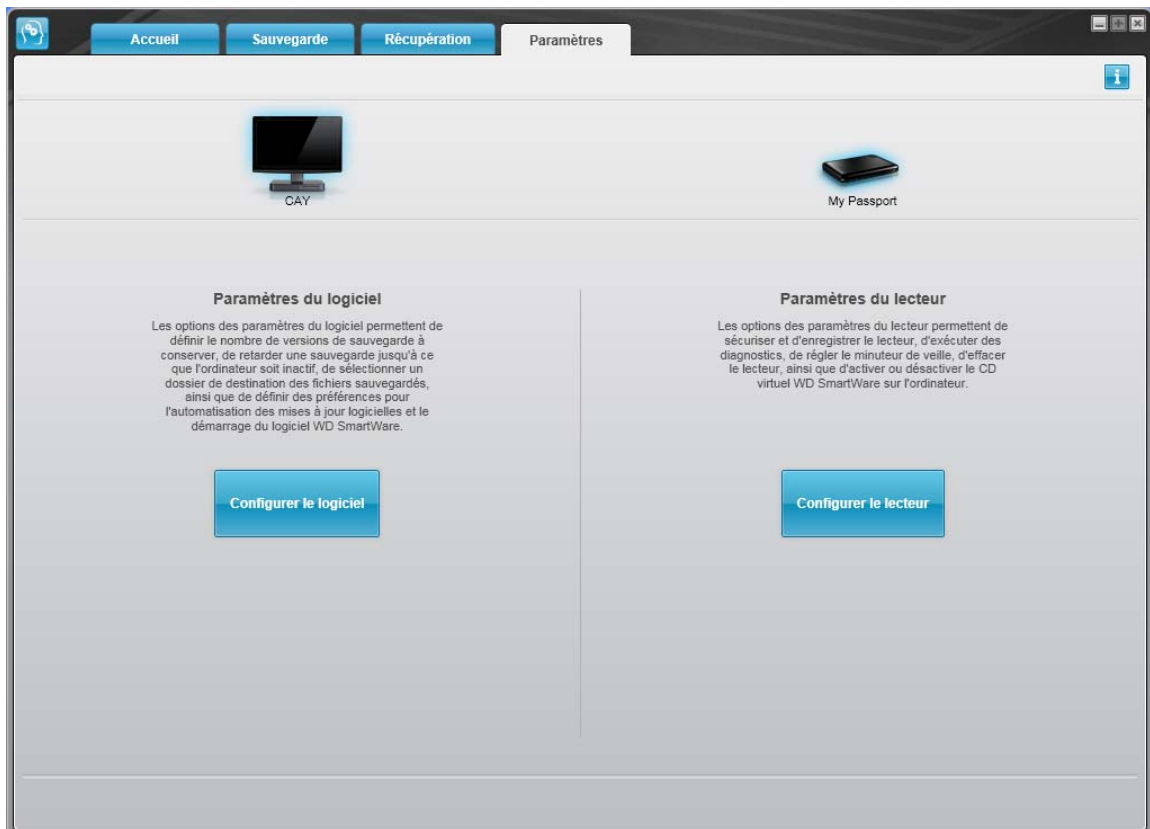 Accueil
Sauvegarde
Récupération
Paramètres
CAY
My Passport
Paramètres du logiciel
Les options des paramètres du logiciel permettent de
définir le nombre de versions de sauvegarde à
conserver, de retarder une sauvegarde jusqu'à ce
que l'ordinateur soit inactif, de sélectionner un
dossier de destination des fichiers sauvegardés,
ainsi que de définir des préférences pour
l'automatisation des mises à jour logicielles et le
démarrage du logiciel WD SmartWare.
Configurer le logiciel
Paramètres du lecteur
Les options des paramètres du lecteur permettent de
sécuriser et d'enregistrer le lecteur, d'exécuter des
diagnostics, de régler le minuteur de veille, d'effacer
le lecteur, ainsi que d'activer ou désactiver le CD
virtuel WD SmartWare sur l'ordinateur.
Configurer le lecteur